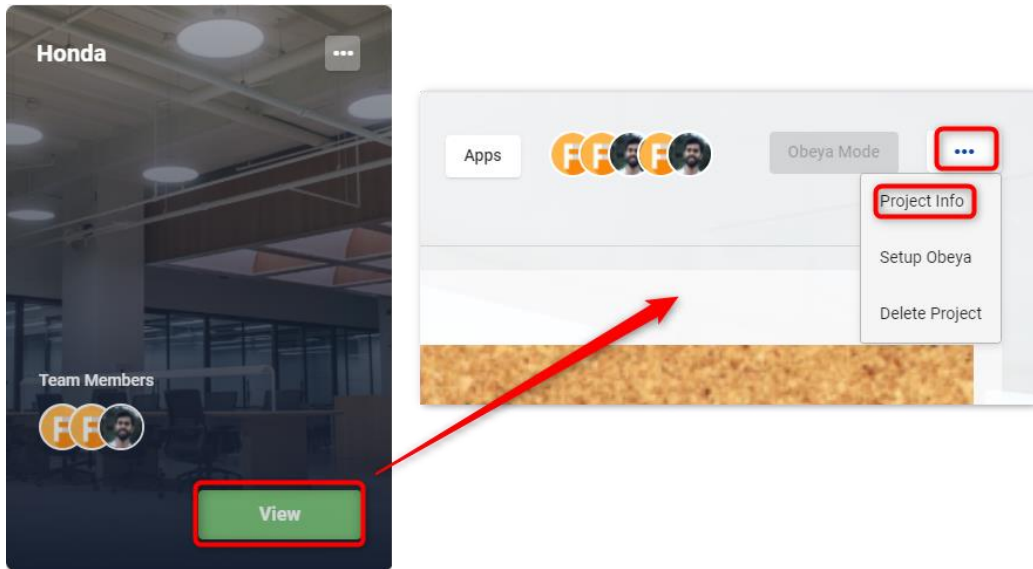 Honda
Team Members
F F
View
Apps
F F F
Obeya Mode
Project Info
Setup Obeya
Delete Project